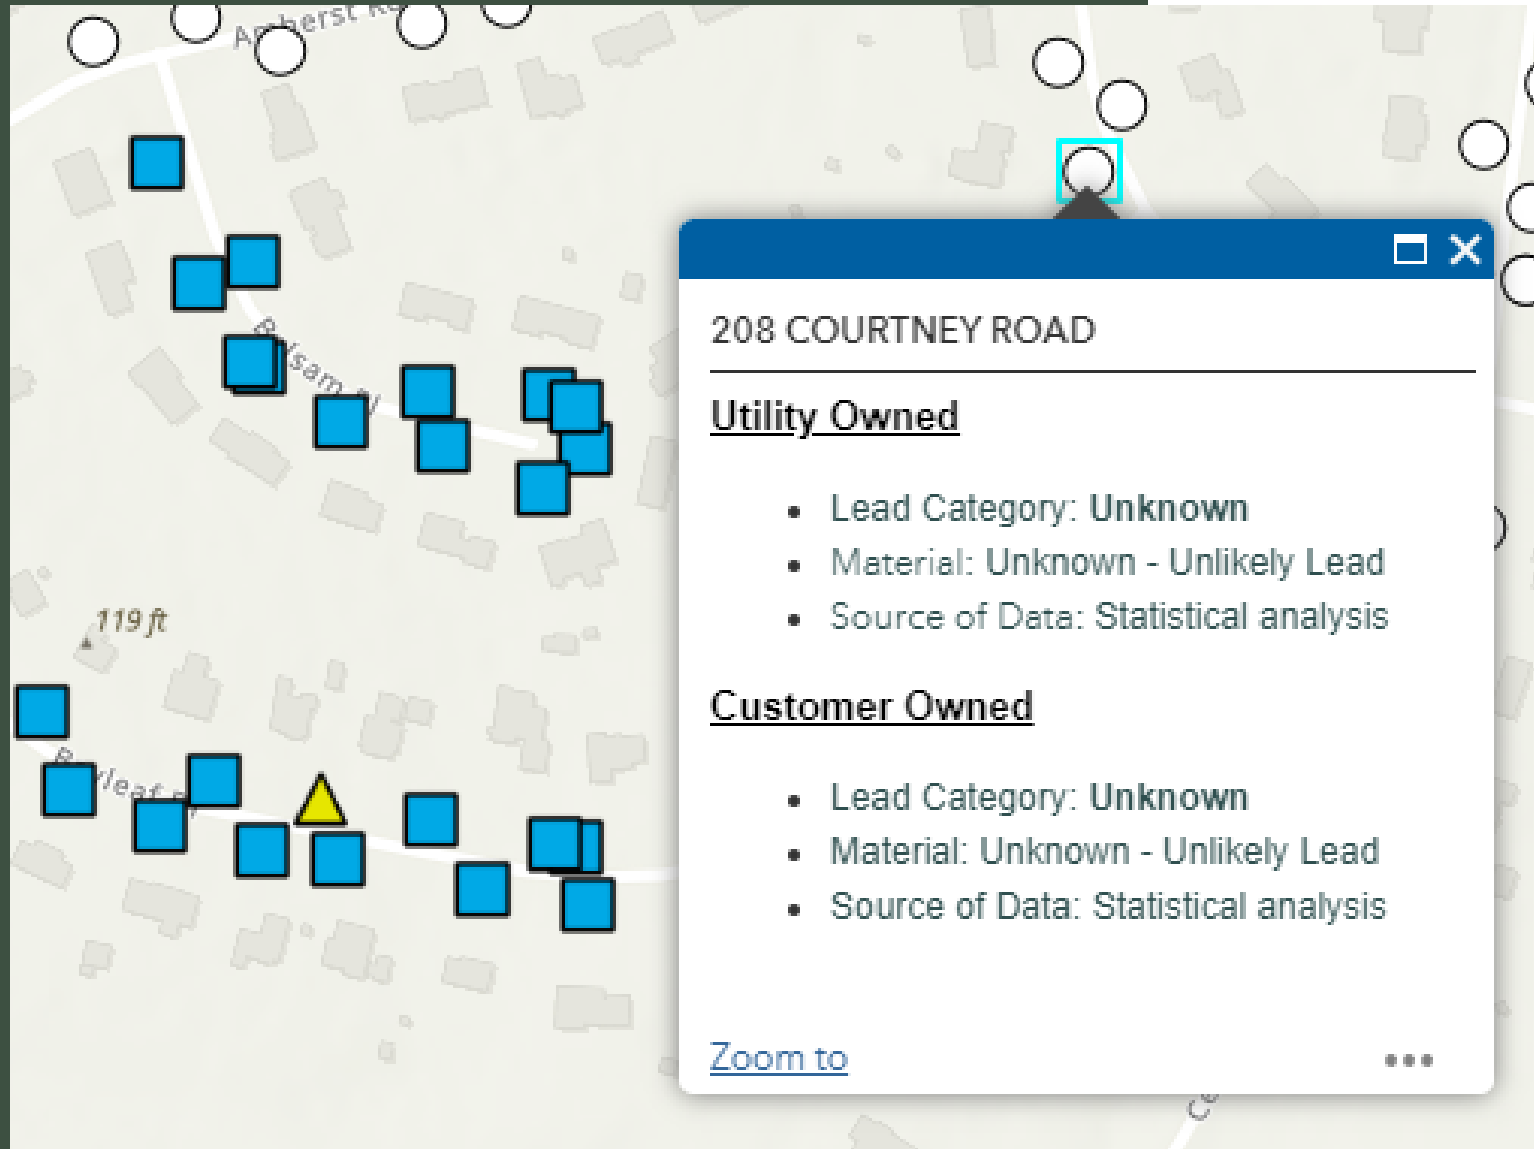 Amherst
208 COURTNEY ROAD
Utility Owned
Lead Category: Unknown
Material: Unknown - Unlikely Lead
Source of Data: Statistical analysis
119 ft
Customer Owned
Lead Category: Unknown
Material: Unknown - Unlikely Lead
Source of Data: Statistical analysis
Zoom to